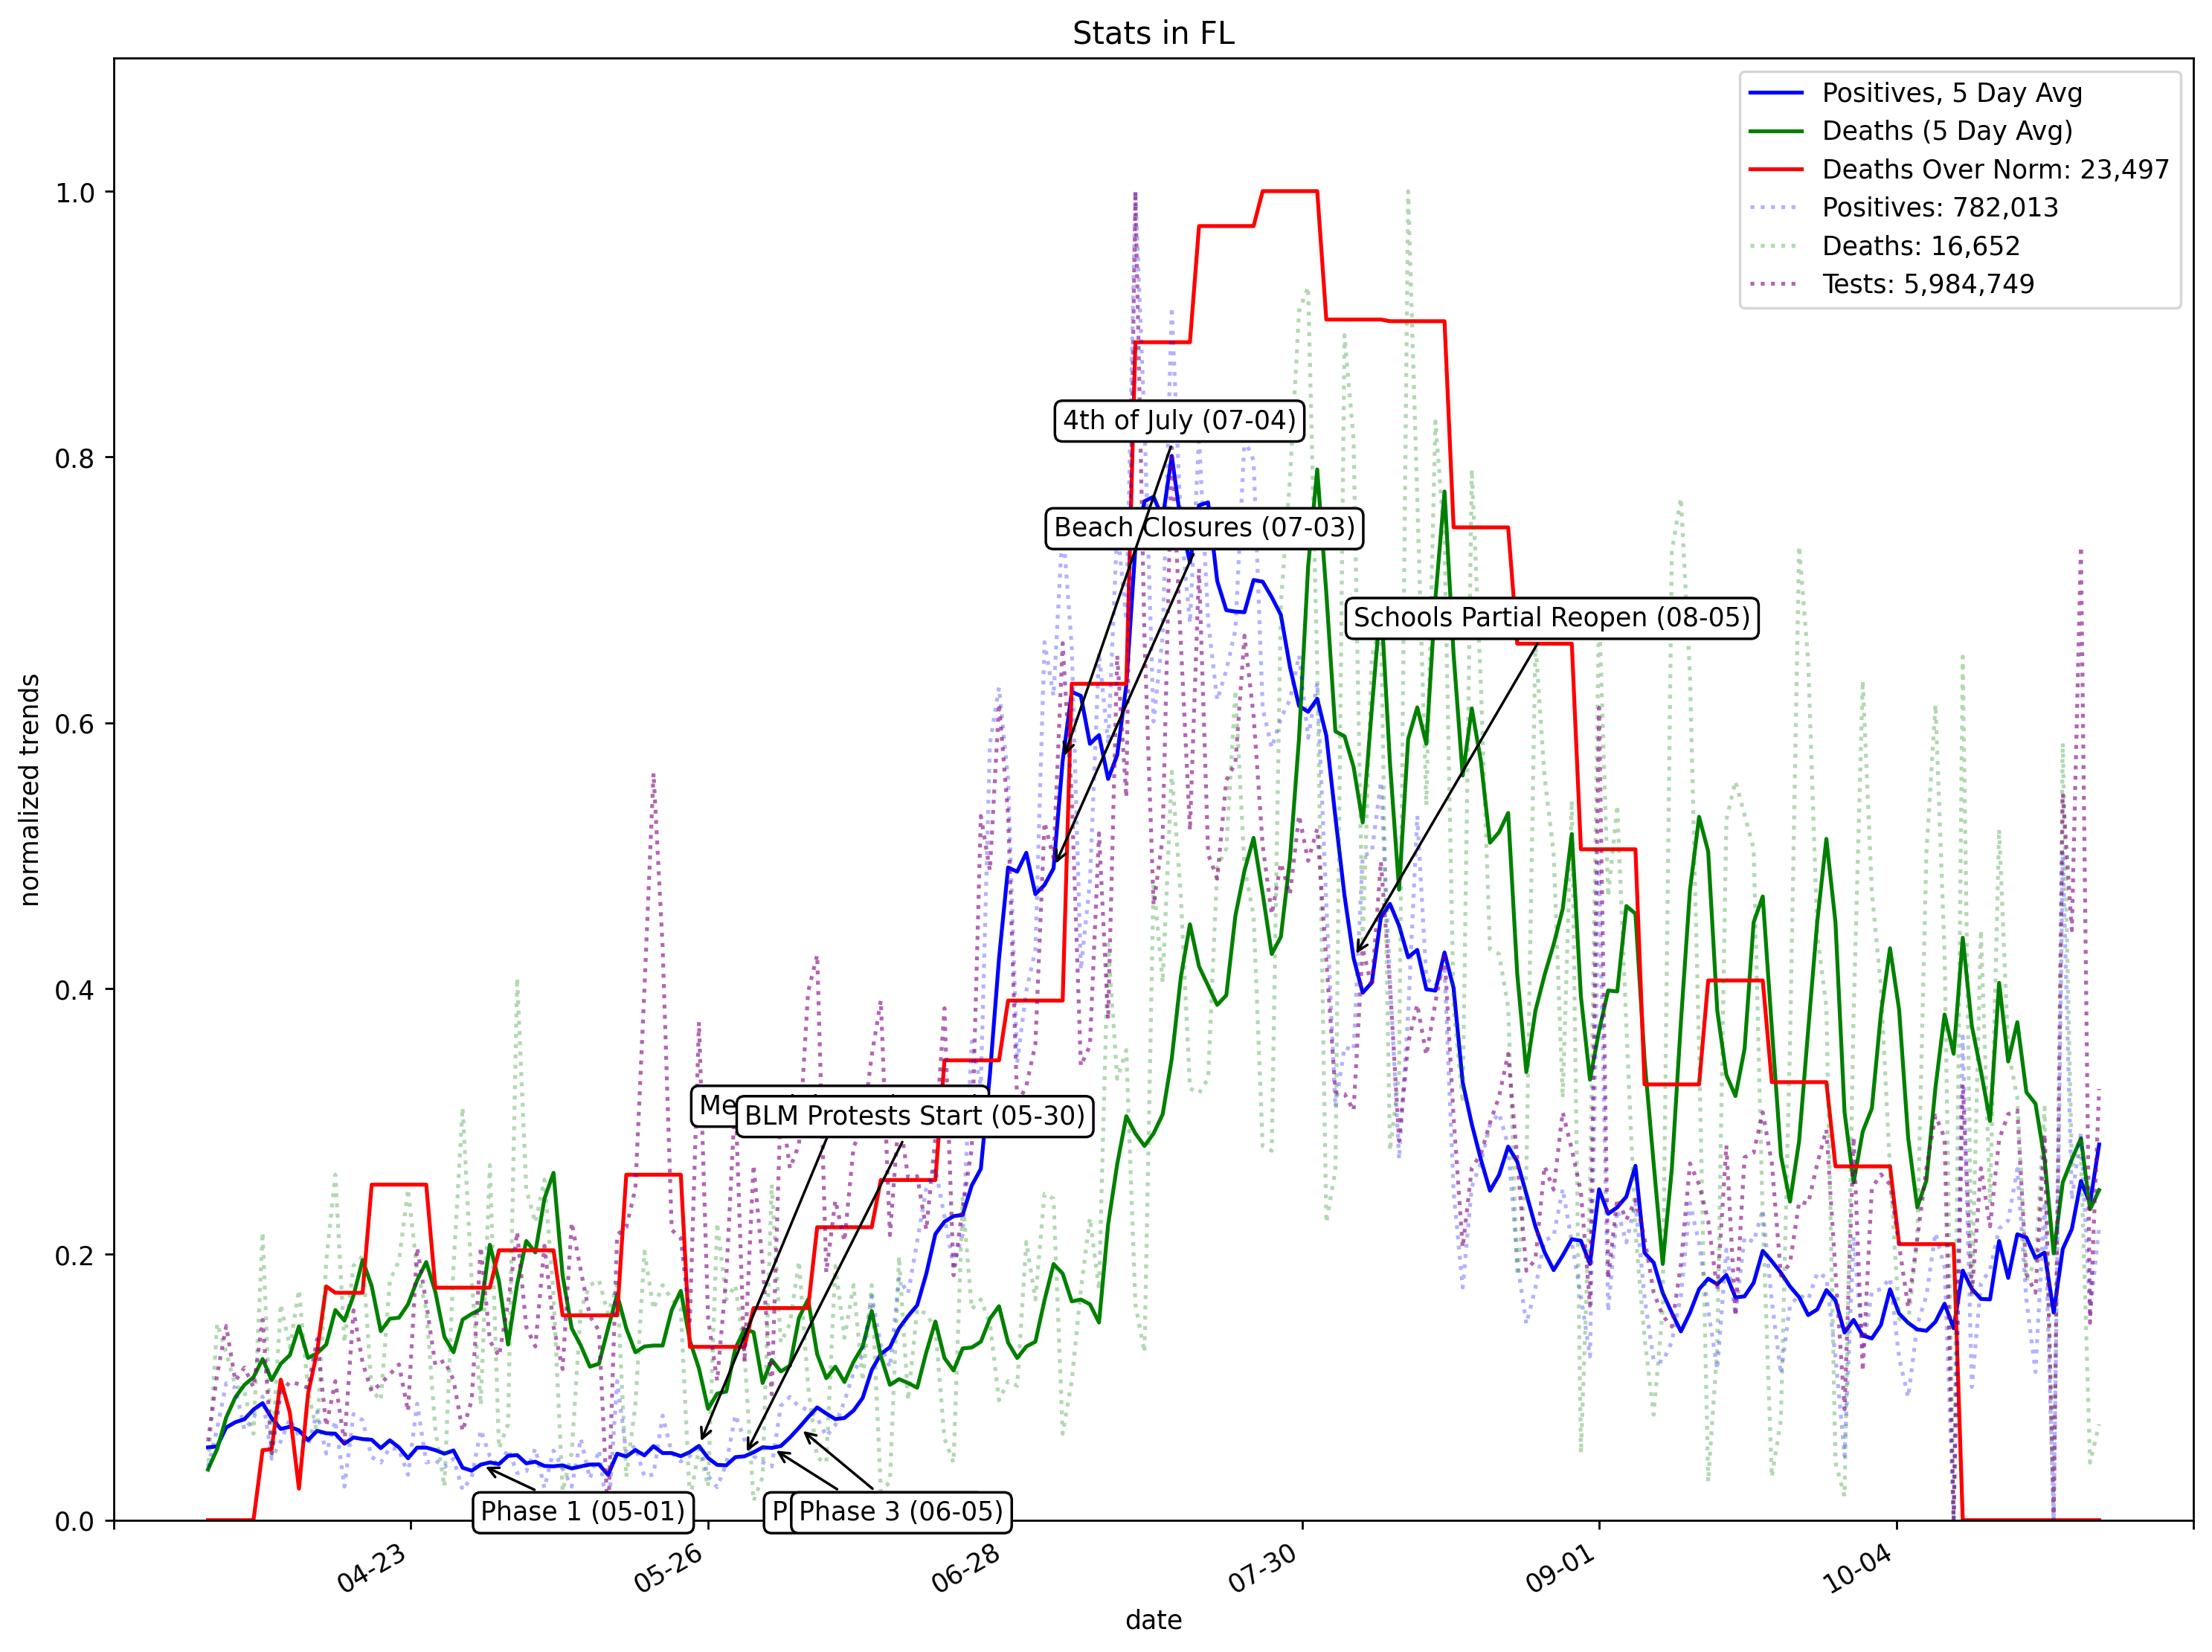 Stats in FL
Positives, 5 Day Avg
Deaths (5 Day Avg)
Deaths Over Norm: 23,497
Positives: 782,013
Deaths: 16,652
Tests: 5,984,749
normalized trends
1.0
0.8
0.6
0.4
0.2
0.0
4th of July (07-04)
Beach Closures (07-03)
Schools Partial Reopen (08-05)
BLM Protests Start (05-30)
Phase 1 (05-01)
Phase 3 (06-05)
04-23
05-26
06-28
07-30
09-01
10-04
date